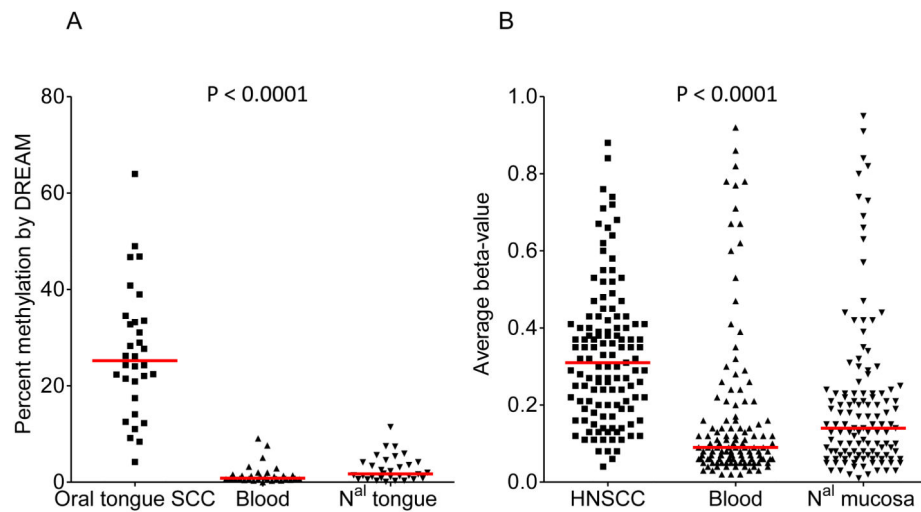 A
P < 0.0001
Percent methylation by DREAM
80
60
40
20
0
Oral tongue SCC
Blood
Nal tongue
B
P < 0.0001
Average beta-value
1.0
0.8
0.6
0.4
0.2
0.0
HNSCC
Blood
Nal mucosa